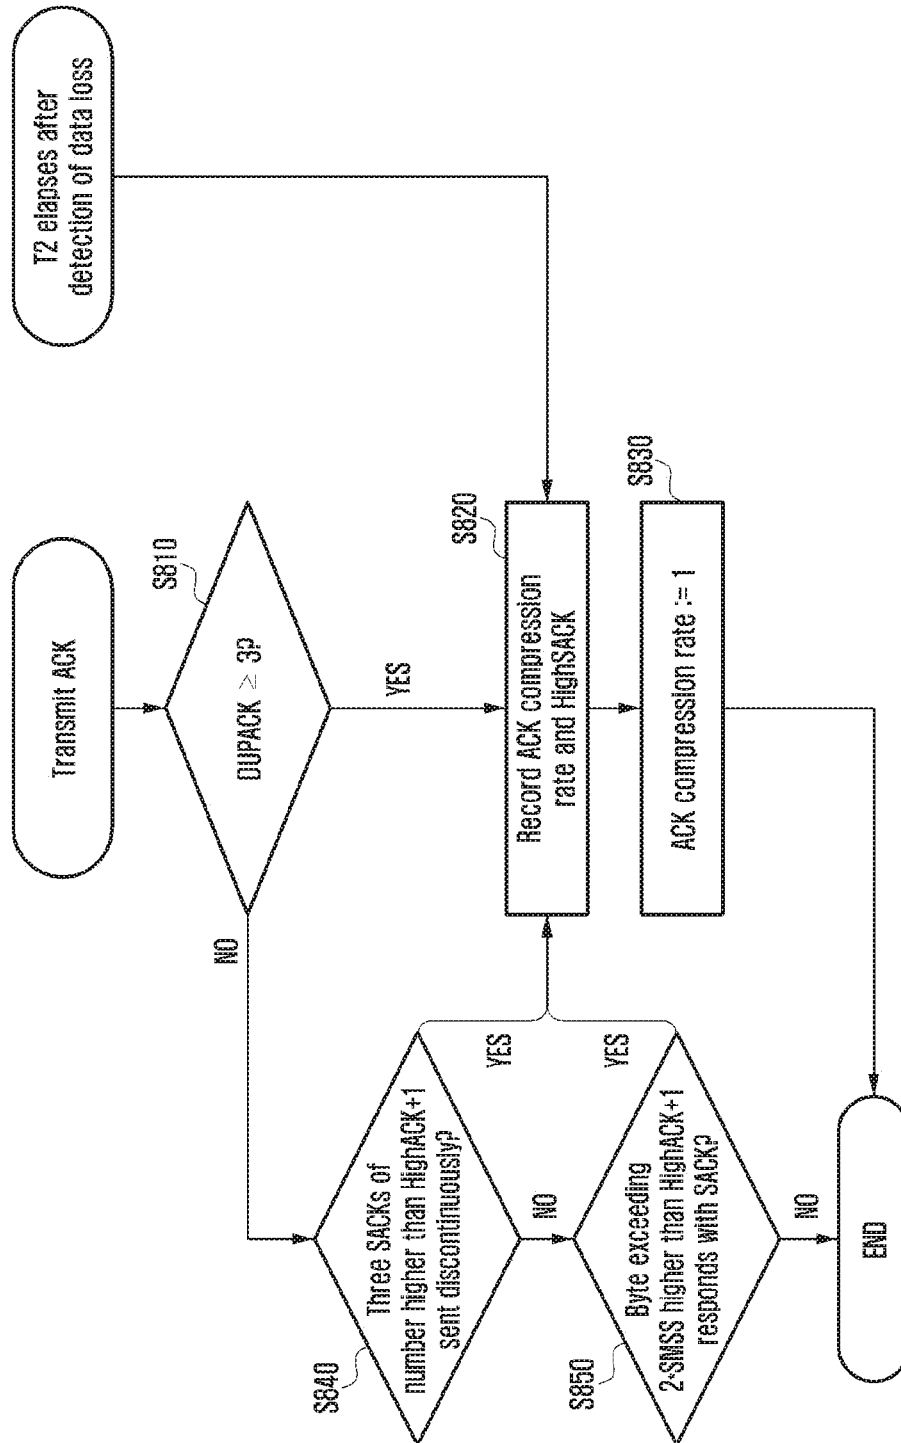 Transmit ACK
T2 elapses after
detection of data loss
S810
DUPACK ≥ 3?
NO
YES
S840
Three SACKs of
number higher than HighACK+1
sent discontinuously?
YES
NO
S820
Record ACK compression
rate and HighSACK
S850
Byte exceeding
2*SMSS higher than HighACK+1
responds with SACK?
YES
NO
S830
ACK compression rate := 1
END